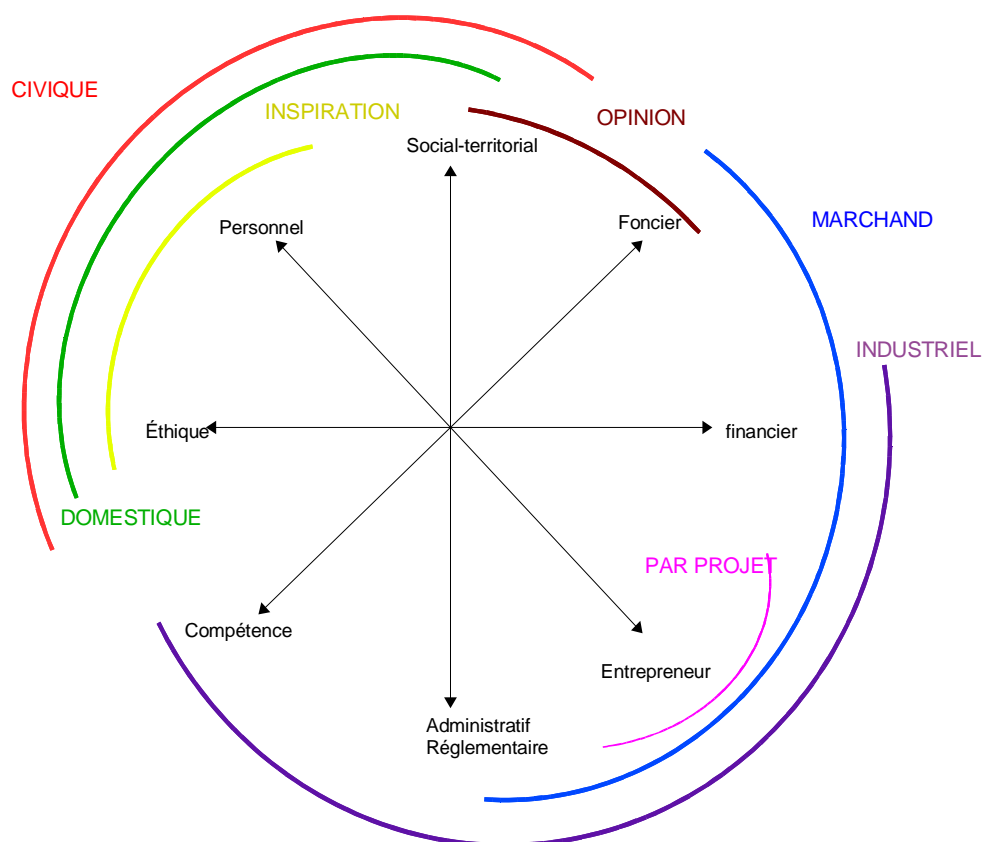 CIVIQUE
INSPIRATION
OPINION
Social-territorial
Personnel
Foncier
MARCHAND
INDUSTRIEL
Éthique
financier
DOMESTIQUE
PAR PROJET
Compétence
Entrepreneur
Administratif
Réglementaire